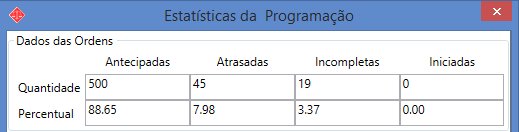 Estatísticas da Programação
Dados das Ordens
Antecipadas Atrasadas Incompletas Iniciadas
Quantidade 500 45 19 0
Percentual 88.65 7.98 3.37 0.00